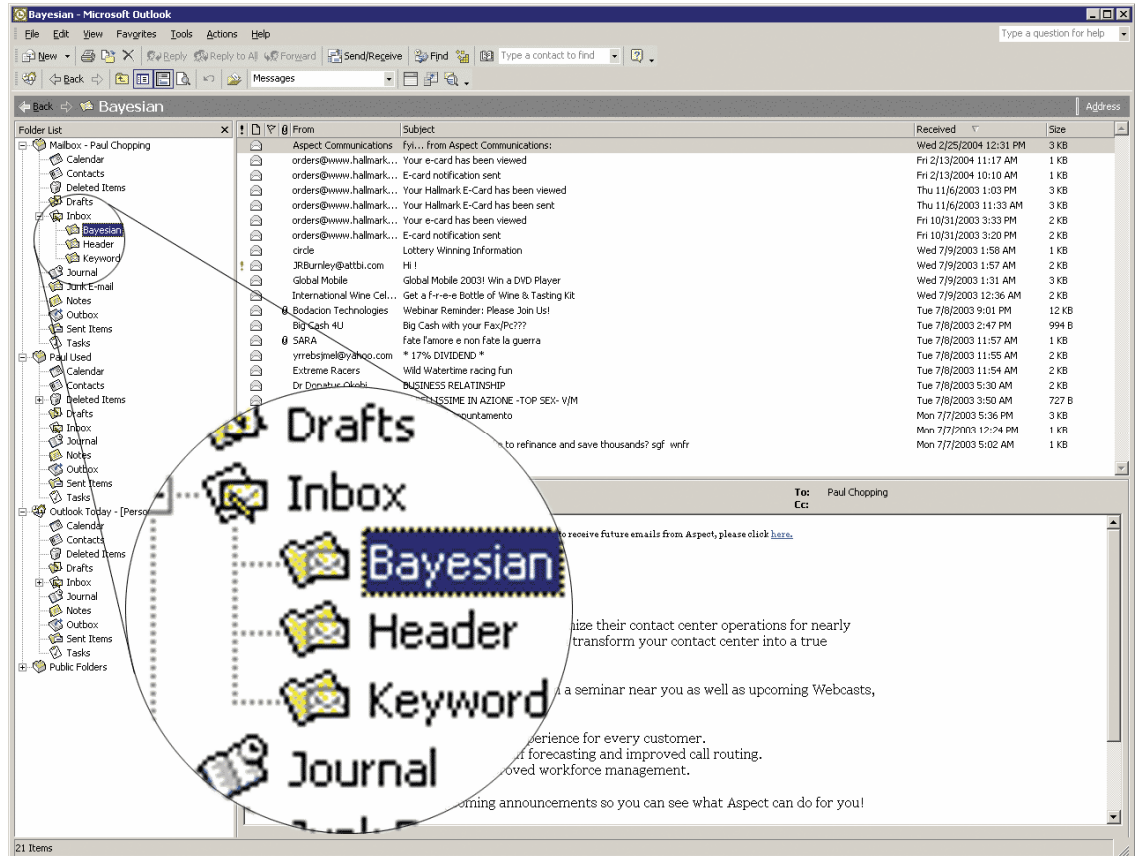 Bayesian - Microsoft Outlook
File Edit View Favorites Tools Actions Help Type a question for help
New Reply Reply to All Forward Send/Receive Find Type a contact to find
Back Messages
Back Bayesian Address
Folder List
Mailbox - Paul Chopping
Calendar
Contacts
Deleted Items
Drafts
Inbox
Bayesian
Header
Keyword
Journal
Junk E-mail
Notes
Outbox
Sent Items
Tasks
Paul Used
Calendar
Contacts
Deleted Items
Drafts
Inbox
Journal
Notes
Outbox
Sent Items
Tasks
Outlook Today - [Perso
Calendar
Contacts
Deleted Items
Drafts
Inbox
Journal
Notes
Outbox
Sent Items
Tasks
Public Folders
From Subject Received Size
Aspect Communications fyi... from Aspect Communications: Wed 2/25/2004 12:31 PM 3 KB
orders@www.hallmark... Your e-card has been viewed Fri 2/13/2004 11:17 AM 1 KB
orders@www.hallmark... E-card notification sent Fri 2/13/2004 10:10 AM 1 KB
orders@www.hallmark... Your Hallmark E-Card has been viewed Thu 11/6/2003 1:03 PM 3 KB
orders@www.hallmark... Your Hallmark E-Card has been sent Thu 11/6/2003 11:33 AM 3 KB
orders@www.hallmark... Your e-card has been viewed Fri 10/31/2003 3:33 PM 2 KB
orders@www.hallmark... E-card notification sent Fri 10/31/2003 3:20 PM 2 KB
circle Lottery Winning Information Wed 7/9/2003 1:58 AM 1 KB
JRBurnley@attbi.com Hi ! Wed 7/9/2003 1:57 AM 2 KB
Global Mobile Global Mobile 2003! Win a DVD Player Wed 7/9/2003 1:31 AM 3 KB
International Wine Cel... Get a f-r-e-e Bottle of Wine & Tasting Kit Wed 7/9/2003 12:36 AM 2 KB
Bodacion Technologies Webinar Reminder: Please Join Us! Tue 7/8/2003 9:01 PM 12 KB
Big Cash 4U Big Cash with your Fax/Pc??? Tue 7/8/2003 2:47 PM 994 B
SARA fate l'amore e non fate la guerra Tue 7/8/2003 11:57 AM 1 KB
yrrebsjmel@yahoo.com * 17% DIVIDEND * Tue 7/8/2003 11:55 AM 2 KB
Extreme Racers Wild Watertime racing fun Tue 7/8/2003 11:54 AM 2 KB
Dr Donatus Okobi BUSINESS RELATINSHIP Tue 7/8/2003 5:30 AM 2 KB
LISSIME IN AZIONE -TOP SEX- V/M Tue 7/8/2003 3:50 AM 727 B
puntamento Mon 7/7/2003 5:36 PM 3 KB
Mon 7/7/2003 12:24 PM 1 KB
to refinance and save thousands? sgf wnfr Mon 7/7/2003 5:02 AM 1 KB
To: Paul Chopping
Cc:
to receive future emails from Aspect, please click here.
Drafts
Inbox
Bayesian
Header
Keyword
Journal
mize their contact center operations for nearly
transform your contact center into a true
a seminar near you as well as upcoming Webcasts,
perience for every customer.
forecasting and improved call routing.
oved workforce management.
oming announcements so you can see what Aspect can do for you!
21 Items